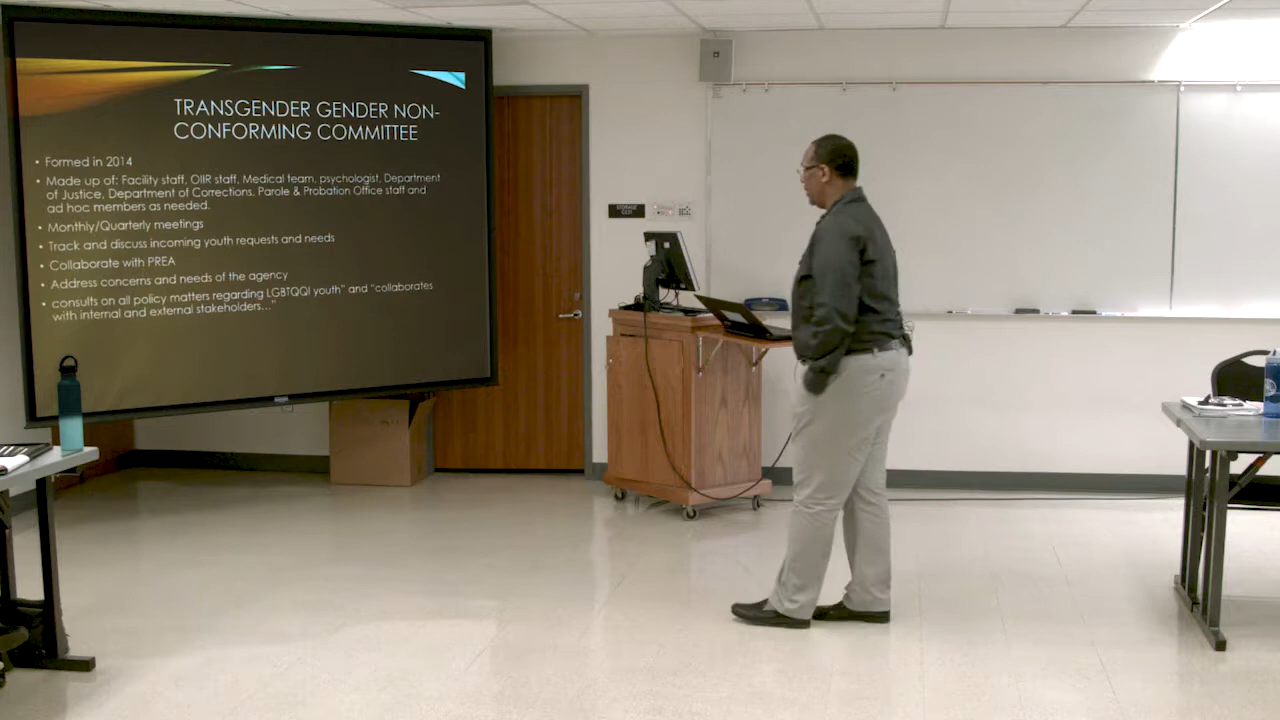 TRANSGENDER GENDER NON-
CONFORMING COMMITTEE
• Formed in 2014
• Made up of: Facility staff, OIIR staff, Medical team, psychologist, Department
of Justice, Department of Corrections, Parole & Probation Office staff and
ad hoc members as needed.
• Monthly/Quarterly meetings
• Track and discuss incoming youth requests and needs
• Collaborate with PREA
• Address concerns and needs of the agency
• consults on all policy matters regarding LGBTQQI youth" and "collaborates
with internal and external stakeholders..."
STORAGE